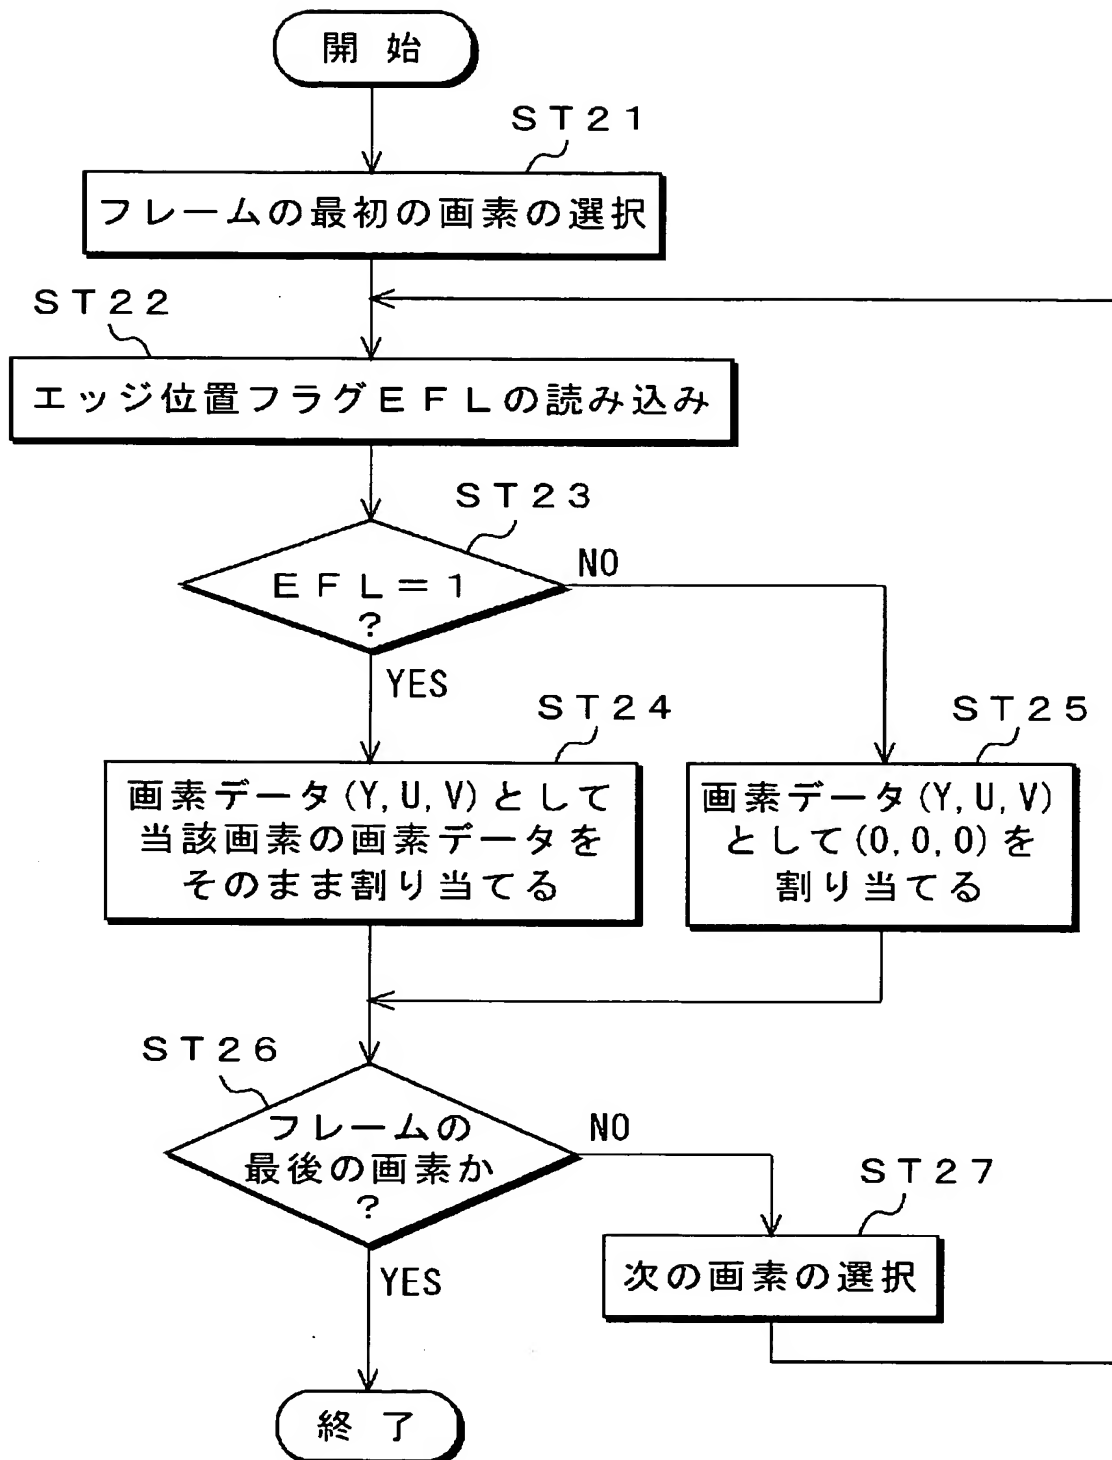 開始
ST21
フレームの最初の画素の選択
ST22
エッジ位置フラグEFLの読み込み
ST23
EFL=1
?
NO
YES
ST24
画素データ(Y,U,V)として
当該画素の画素データを
そのまま割り当てる
ST25
画素データ(Y,U,V)
として(0,0,0)を
割り当てる
ST26
フレームの
最後の画素か
?
NO
YES
ST27
次の画素の選択
終了